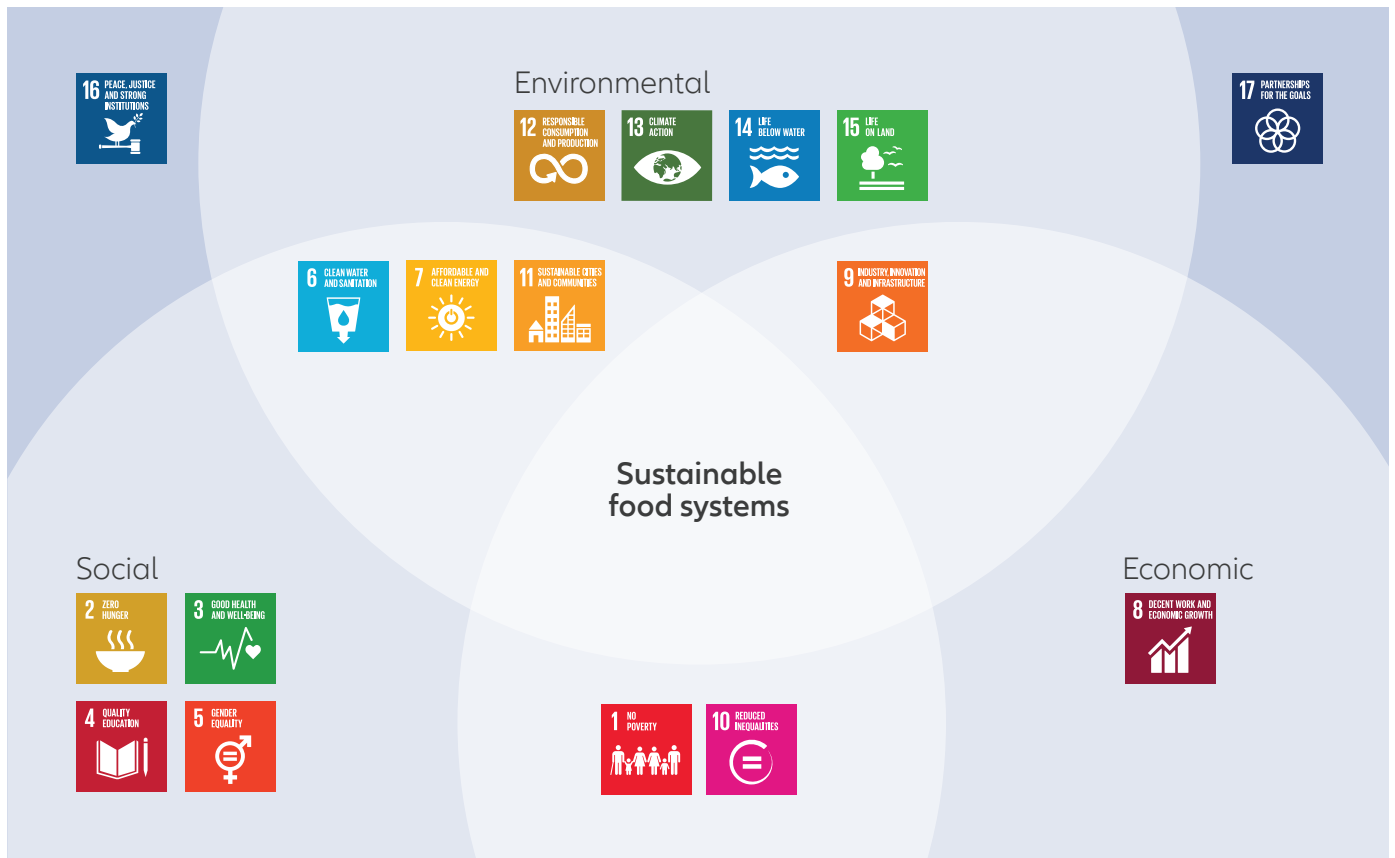 16 PEACE, JUSTICE
AND STRONG
INSTITUTIONS
Environmental
17 PARTNERSHIPS
FOR THE GOALS
12 RESPONSIBLE
CONSUMPTION
AND PRODUCTION
13 CLIMATE
ACTION
14 LIFE
BELOW WATER
15 LIFE
ON LAND
6 CLEAN WATER
AND SANITATION
7 AFFORDABLE AND
CLEAN ENERGY
11 SUSTAINABLE CITIES
AND COMMUNITIES
9 INDUSTRY, INNOVATION
AND INFRASTRUCTURE
Sustainable
food systems
Social
2 ZERO
HUNGER
3 GOOD HEALTH
AND WELL-BEING
4 QUALITY
EDUCATION
5 GENDER
EQUALITY
Economic
8 DECENT WORK AND
ECONOMIC GROWTH
1 NO
POVERTY
10 REDUCED
INEQUALITIES